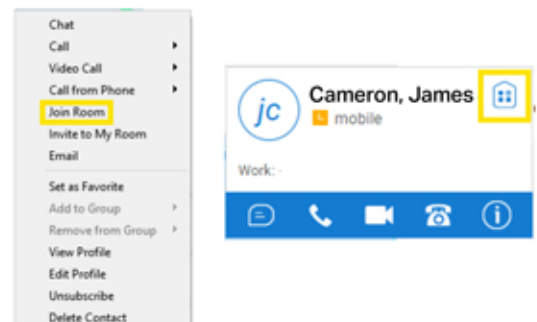 Chat
Call
Video Call
Call from Phone
Join Room
Invite to My Room
Email
Set as Favorite
Add to Group
Remove from Group
View Profile
Edit Profile
Unsubscribe
Delete Contact
jc
Cameron, James
mobile
Work: -